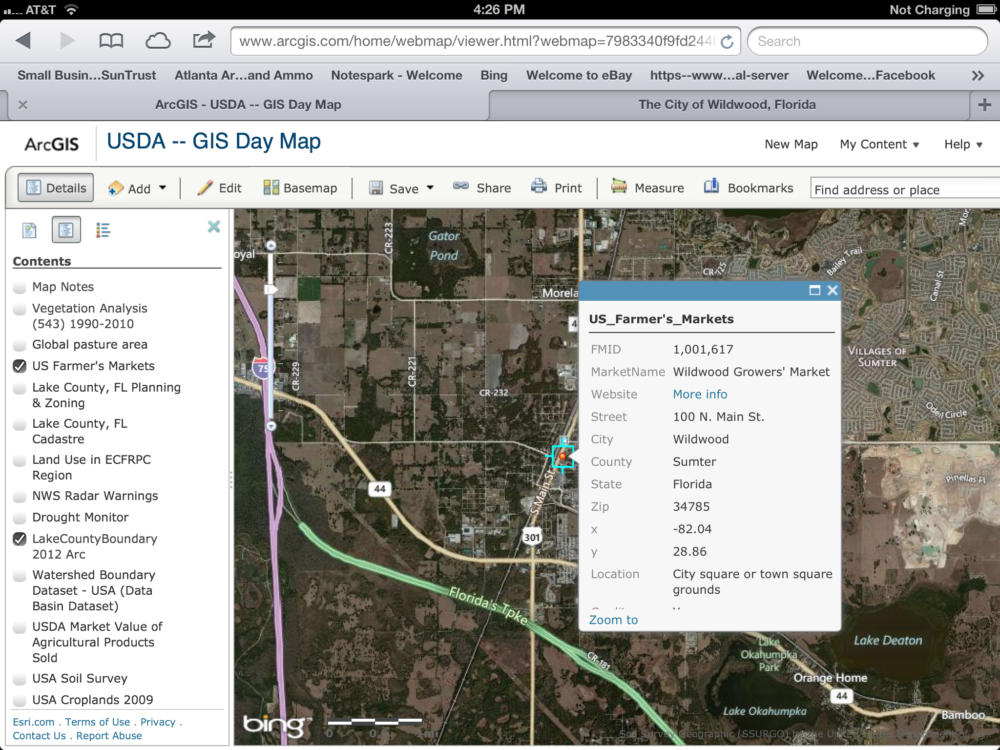 AT&T
4:26 PM
Not Charging
www.arcgis.com/home/webmap/viewer.html?webmap=7983340f9fd244
Search
Small Busin...SunTrust
Atlanta Ar...and Ammo
Notespark - Welcome
Bing
Welcome to eBay
https--www...al-server
Welcome...Facebook
ArcGIS - USDA -- GIS Day Map
The City of Wildwood, Florida
ArcGIS
USDA -- GIS Day Map
New Map
My Content
Help
Details
Add
Edit
Basemap
Save
Share
Print
Measure
Bookmarks
Find address or place
Contents
Map Notes
Vegetation Analysis
(543) 1990-2010
Global pasture area
US Farmer's Markets
Lake County, FL Planning
& Zoning
Lake County, FL
Cadastre
Land Use in ECFRPC
Region
NWS Radar Warnings
Drought Monitor
LakeCountyBoundary
2012 Arc
Watershed Boundary
Dataset - USA (Data
Basin Dataset)
USDA Market Value of
Agricultural Products
Sold
USA Soil Survey
USA Croplands 2009
Esri.com . Terms of Use . Privacy .
Contact Us . Report Abuse
oyal
CR-223
Gator
Pond
Morela
4
75
CR-229
CR-221
CR-232
44
S Main St
301
Florida's Tpke
CR-181
CR-725
Bailey Trail
Canal St
Mor
VILLAGES OF
SUMTER
Odell Circle
Pinellas Pl
Lake
Okahumpka
Park
Lake Deaton
Orange Home
44
Lake Okahumpka
Bamboo
US_Farmer's_Markets
FMID 1,001,617
MarketName Wildwood Growers' Market
Website More info
Street 100 N. Main St.
City Wildwood
County Sumter
State Florida
Zip 34785
x -82.04
y 28.86
Location City square or town square
grounds
Zoom to
bing
0 0.5 1mi
Soil Survey Geographic (SSURGO) by the United States Department of Ag...